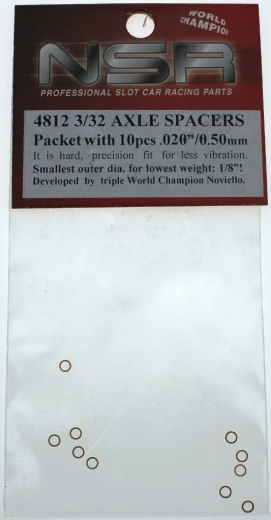 WORLD
CHAMPION
NSR
PROFESSIONAL SLOT CAR RACING PARTS
4812 3/32 AXLE SPACERS
Packet with 10pcs .020”/0.50mm
It is hard, precision fit for less vibration.
Smallest outer dia. for lowest weight: 1/8”!
Developed by triple World Champion Noviello.